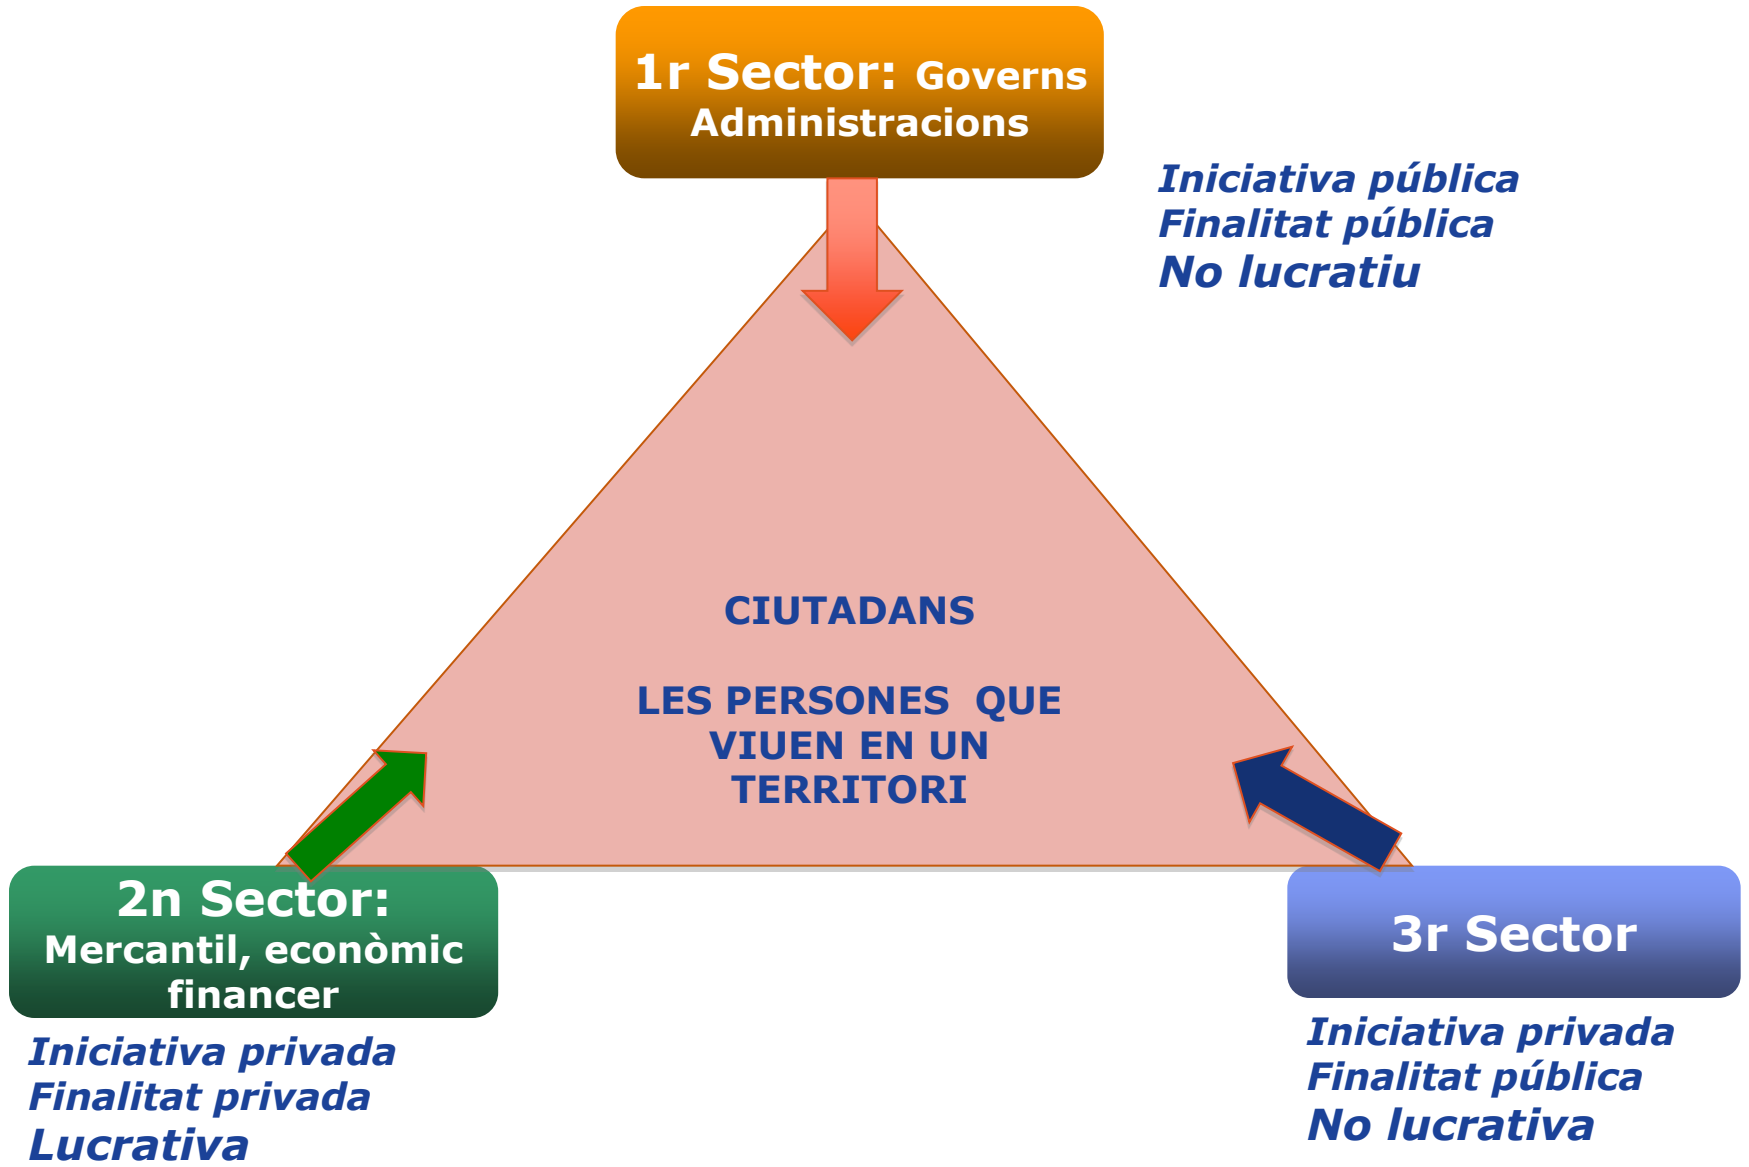 1r Sector: Governs
Administracions
Iniciativa pública
Finalitat pública
No lucratiu
CIUTADANS
LES PERSONES QUE
VIUEN EN UN
TERRITORI
2n Sector:
Mercantil, econòmic
financer
Iniciativa privada
Finalitat privada
Lucrativa
3r Sector
Iniciativa privada
Finalitat pública
No lucrativa